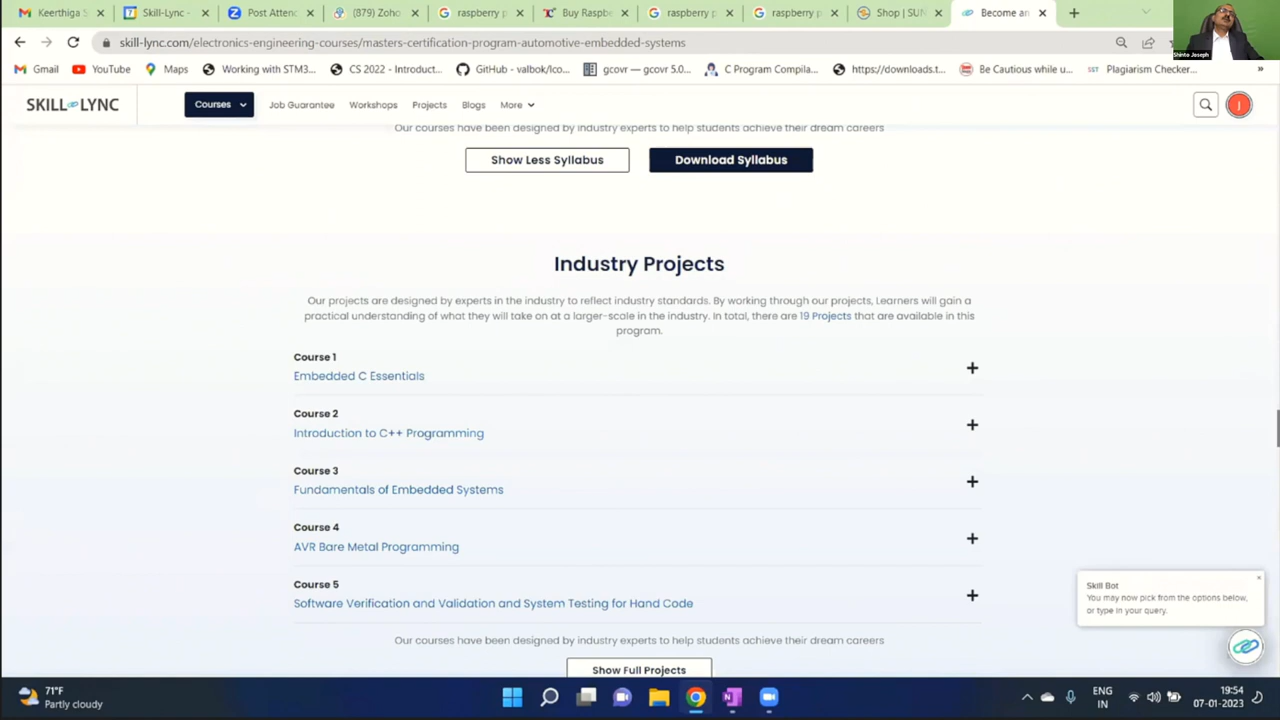 Keerthiga S
Skill-Lync -
Post Attend
(879) Zoho
raspberry p
Buy Raspbe
raspberry p
raspberry p
Shop | SUN
Become an
skill-lync.com/electronics-engineering-courses/masters-certification-program-automotive-embedded-systems
Shinto Joseph
Gmail
YouTube
Maps
Working with STM3...
CS 2022 - Introduct...
GitHub - valbok/lco...
gcovr — gcovr 5.0...
C Program Compila...
https://downloads.t...
Be Cautious while u...
Plagiarism Checker...
SKILL LYNC
Courses
Job Guarantee
Workshops
Projects
Blogs
More
J
Our courses have been designed by industry experts to help students achieve their dream careers
Show Less Syllabus
Download Syllabus
Industry Projects
Our projects are designed by experts in the industry to reflect industry standards. By working through our projects, Learners will gain a
practical understanding of what they will take on at a larger-scale in the industry. In total, there are 19 Projects that are available in this
program.
Course 1
Embedded C Essentials
Course 2
Introduction to C++ Programming
Course 3
Fundamentals of Embedded Systems
Course 4
AVR Bare Metal Programming
Course 5
Software Verification and Validation and System Testing for Hand Code
Our courses have been designed by industry experts to help students achieve their dream careers
Show Full Projects
Skill Bot
You may now pick from the options below,
or type in your query.
71°F
Partly cloudy
ENG
IN
19:54
07-01-2023